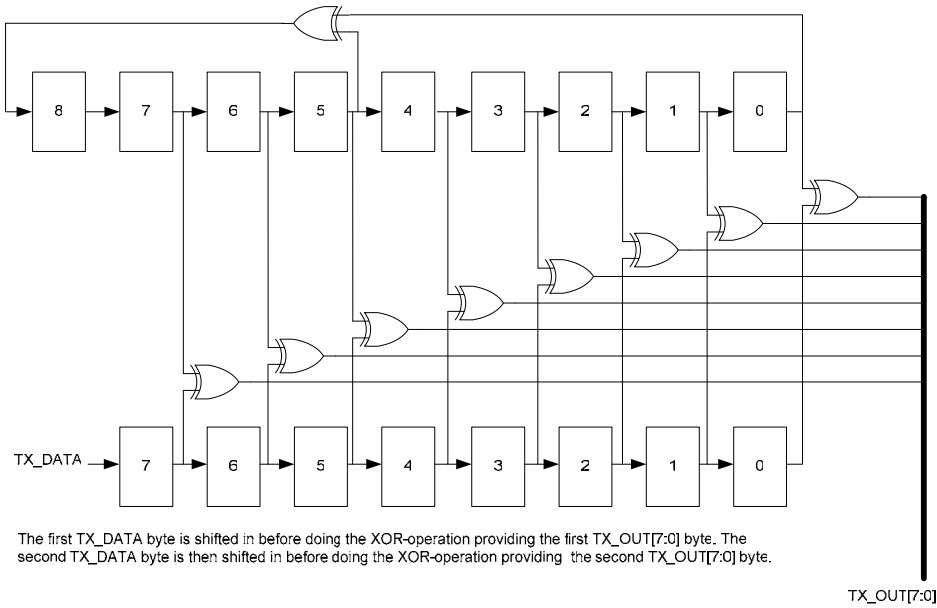 8 7 6 5 4 3 2 1 0
TX_DATA 7 6 5 4 3 2 1 0
The first TX_DATA byte is shifted in before doing the XOR-operation providing the first TX_OUT[7:0] byte. The
second TX_DATA byte is then shifted in before doing the XOR-operation providing the second TX_OUT[7:0] byte.
TX_OUT[7:0]